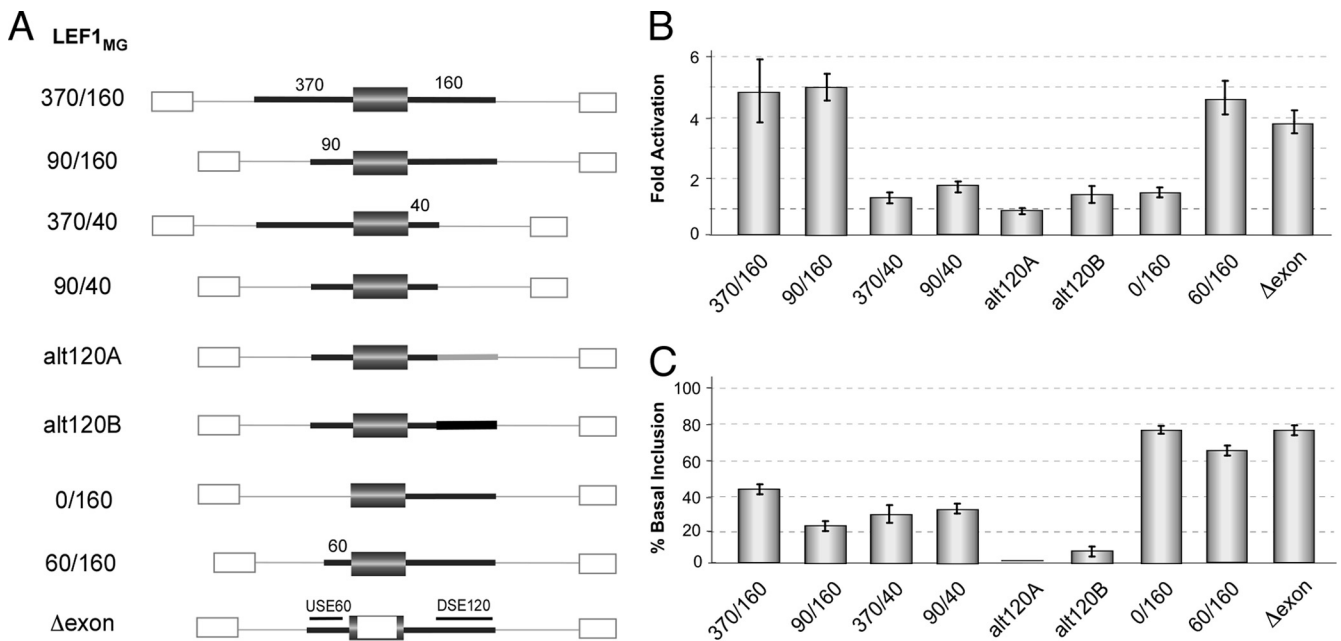 A
LEF1MG
370/160
370
160
90/160
90
370/40
40
90/40
alt120A
alt120B
0/160
60/160
60
Δexon
USE60
DSE120
B
Fold Activation
6
4
2
0
370/160
90/160
370/40
90/40
alt120A
alt120B
0/160
60/160
Δexon
C
% Basal Inclusion
100
80
60
40
20
0
370/160
90/160
370/40
90/40
alt120A
alt120B
0/160
60/160
Δexon